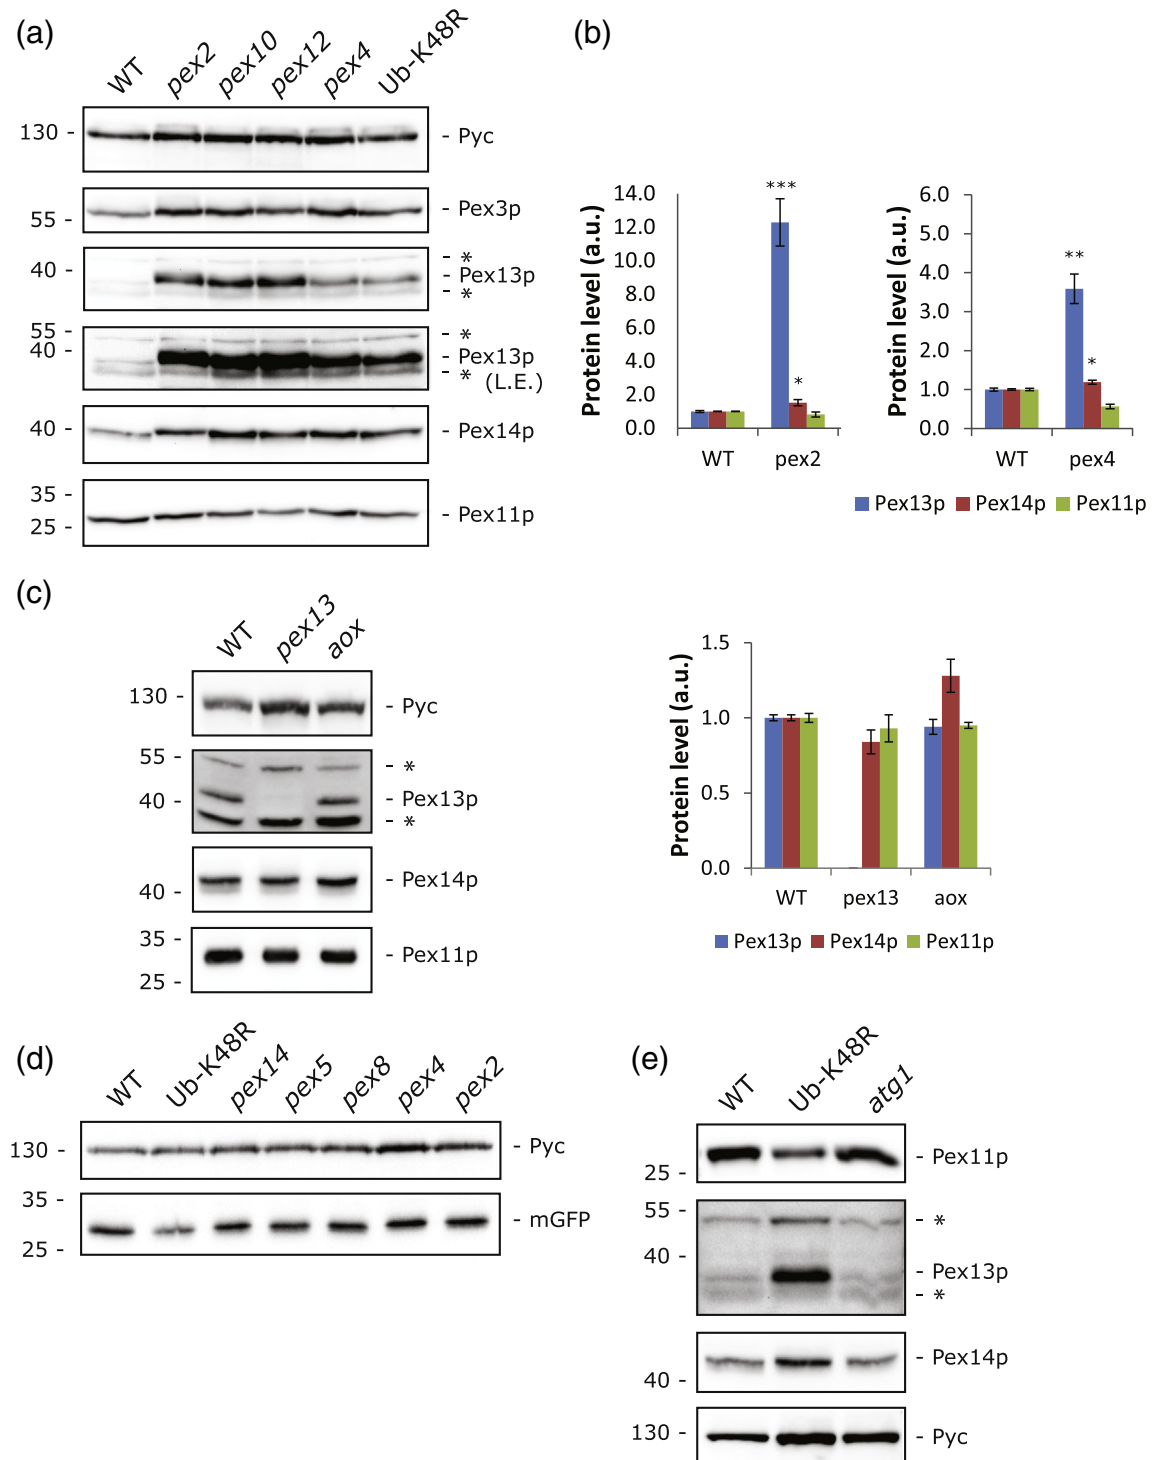 (a)
WT pex2 pex10 pex12 pex4 Ub-K48R
130 - - Pyc
55 - - Pex3p
- *
40 - - Pex13p
- *
55 - - *
40 - - Pex13p
- * (L.E.)
40 - - Pex14p
35 -
- Pex11p
25 -
(b)
Protein level (a.u.)
14.0
12.0
10.0
8.0
6.0
4.0
2.0
0.0
***
*
WT pex2
Protein level (a.u.)
6.0
5.0
4.0
3.0
2.0
1.0
0.0
**
*
WT pex4
Pex13p Pex14p Pex11p
(c)
WT pex13 aox
130 - - Pyc
55 - - *
40 - - Pex13p
- *
- Pex14p
40 -
35 -
- Pex11p
25 -
Protein level (a.u.)
1.5
1.0
0.5
0.0
WT pex13 aox
Pex13p Pex14p Pex11p
(d)
WT Ub-K48R pex14 pex5 pex8 pex4 pex2
130 - - Pyc
35 -
- mGFP
25 -
(e)
WT Ub-K48R atg1
- Pex11p
25 -
55 - - *
40 -
- Pex13p
- *
- Pex14p
40 -
130 - - Pyc